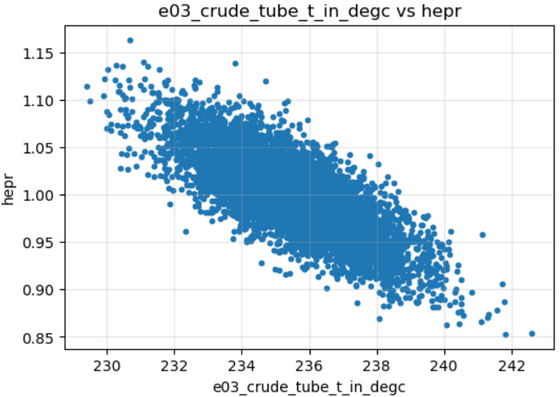 e03_crude_tube_t_in_degc vs hepr
1.15
1.10
1.05
1.00
0.95
0.90
0.85
hepr
230 232 234 236 238 240 242
e03_crude_tube_t_in_degc